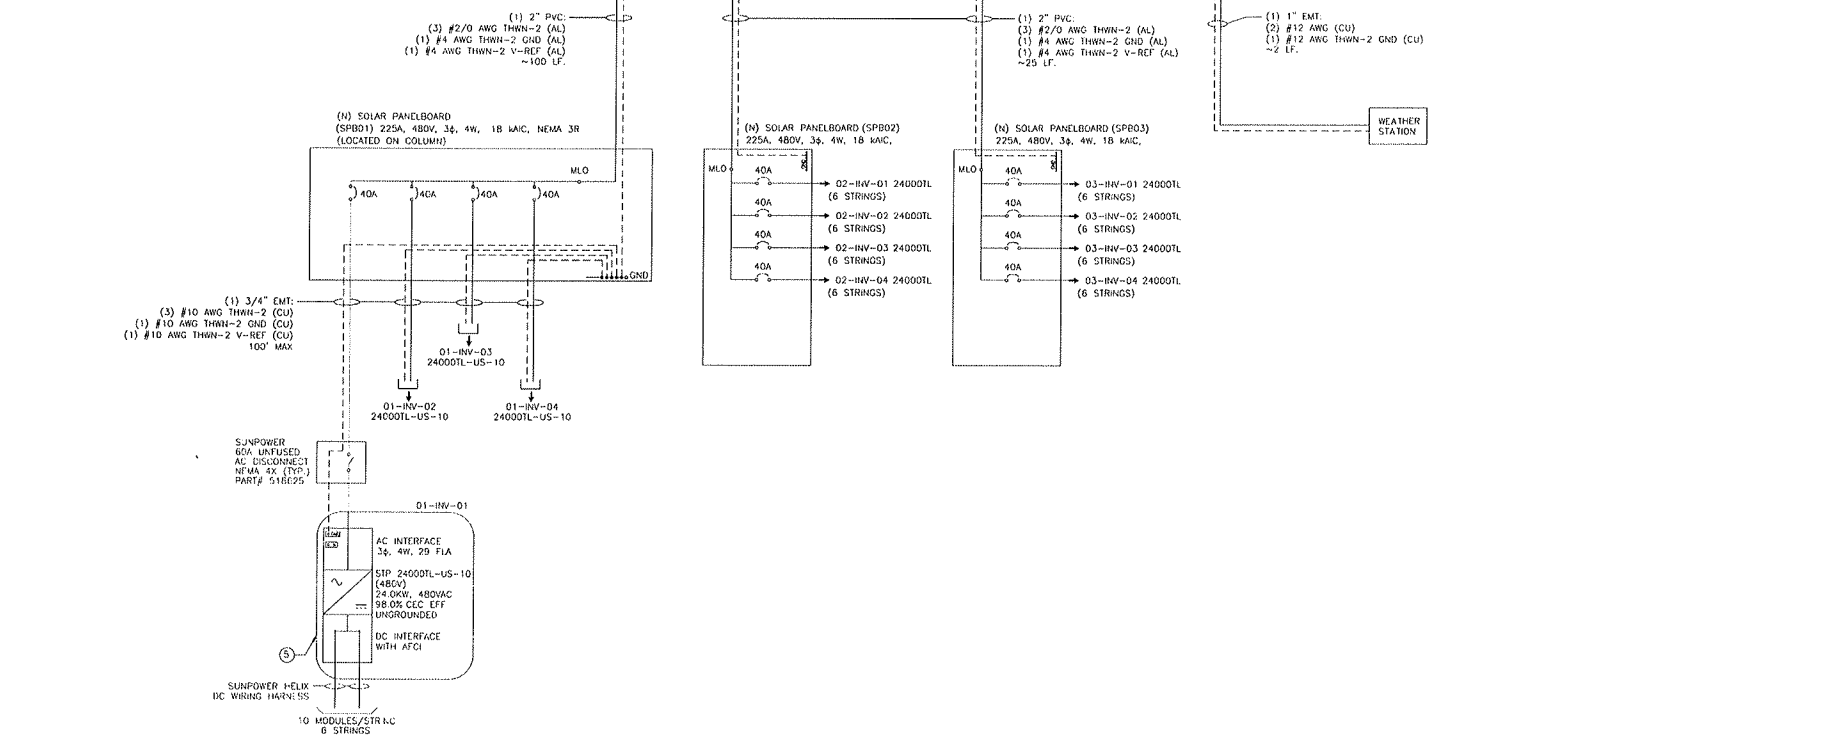 (1) 2" PVC:
(3) #2/0 AWG THWN-2 (AL)
(1) #4 AWG THWN-2 GND (AL)
(1) #4 AWG THWN-2 V-REF (AL)
~100 LF.
(1) 2" PVC:
(3) #2/0 AWG THWN-2 (AL)
(1) #4 AWG THWN-2 GND (AL)
(1) #4 AWG THWN-2 V-REF (AL)
~25 LF.
(1) 1" EMT:
(2) #12 AWG (CU)
(1) #12 AWG THWN-2 GND (CU)
~2 LF.
WEATHER
STATION
(N) SOLAR PANELBOARD
(SPB01) 225A, 480V, 3ϕ, 4W, 18 kAIC, NEMA 3R
(LOCATED ON COLUMN)
MLO
40A
40A
40A
40A
GND
(N) SOLAR PANELBOARD (SPB02)
225A, 480V, 3ϕ, 4W, 18 kAIC,
MLO
40A
02-INV-01 24000TL
(6 STRINGS)
40A
02-INV-02 24000TL
(6 STRINGS)
40A
02-INV-03 24000TL
(6 STRINGS)
40A
02-INV-04 24000TL
(6 STRINGS)
(N) SOLAR PANELBOARD (SPB03)
225A, 480V, 3ϕ, 4W, 18 kAIC,
MLO
40A
03-INV-01 24000TL
(6 STRINGS)
40A
03-INV-02 24000TL
(6 STRINGS)
40A
03-INV-03 24000TL
(6 STRINGS)
40A
03-INV-04 24000TL
(6 STRINGS)
(1) 3/4" EMT:
(3) #10 AWG THWN-2 (CU)
(1) #10 AWG THWN-2 GND (CU)
(1) #10 AWG THWN-2 V-REF (CU)
100' MAX
01-INV-03
24000TL-US-10
01-INV-02
24000TL-US-10
01-INV-04
24000TL-US-10
SUNPOWER
60A UNFUSED
AC DISCONNECT
NEMA 4X (TYP.)
PART# 518625
01-INV-01
AC INTERFACE
3ϕ, 4W, 29 FLA
STP 24000TL-US-10
(480V)
24.0KW, 480VAC
98.0% CEC EFF
UNGROUNDED
DC INTERFACE
WITH AFCI
5
SUNPOWER HELIX
DC WIRING HARNESS
10 MODULES/STRING
6 STRINGS